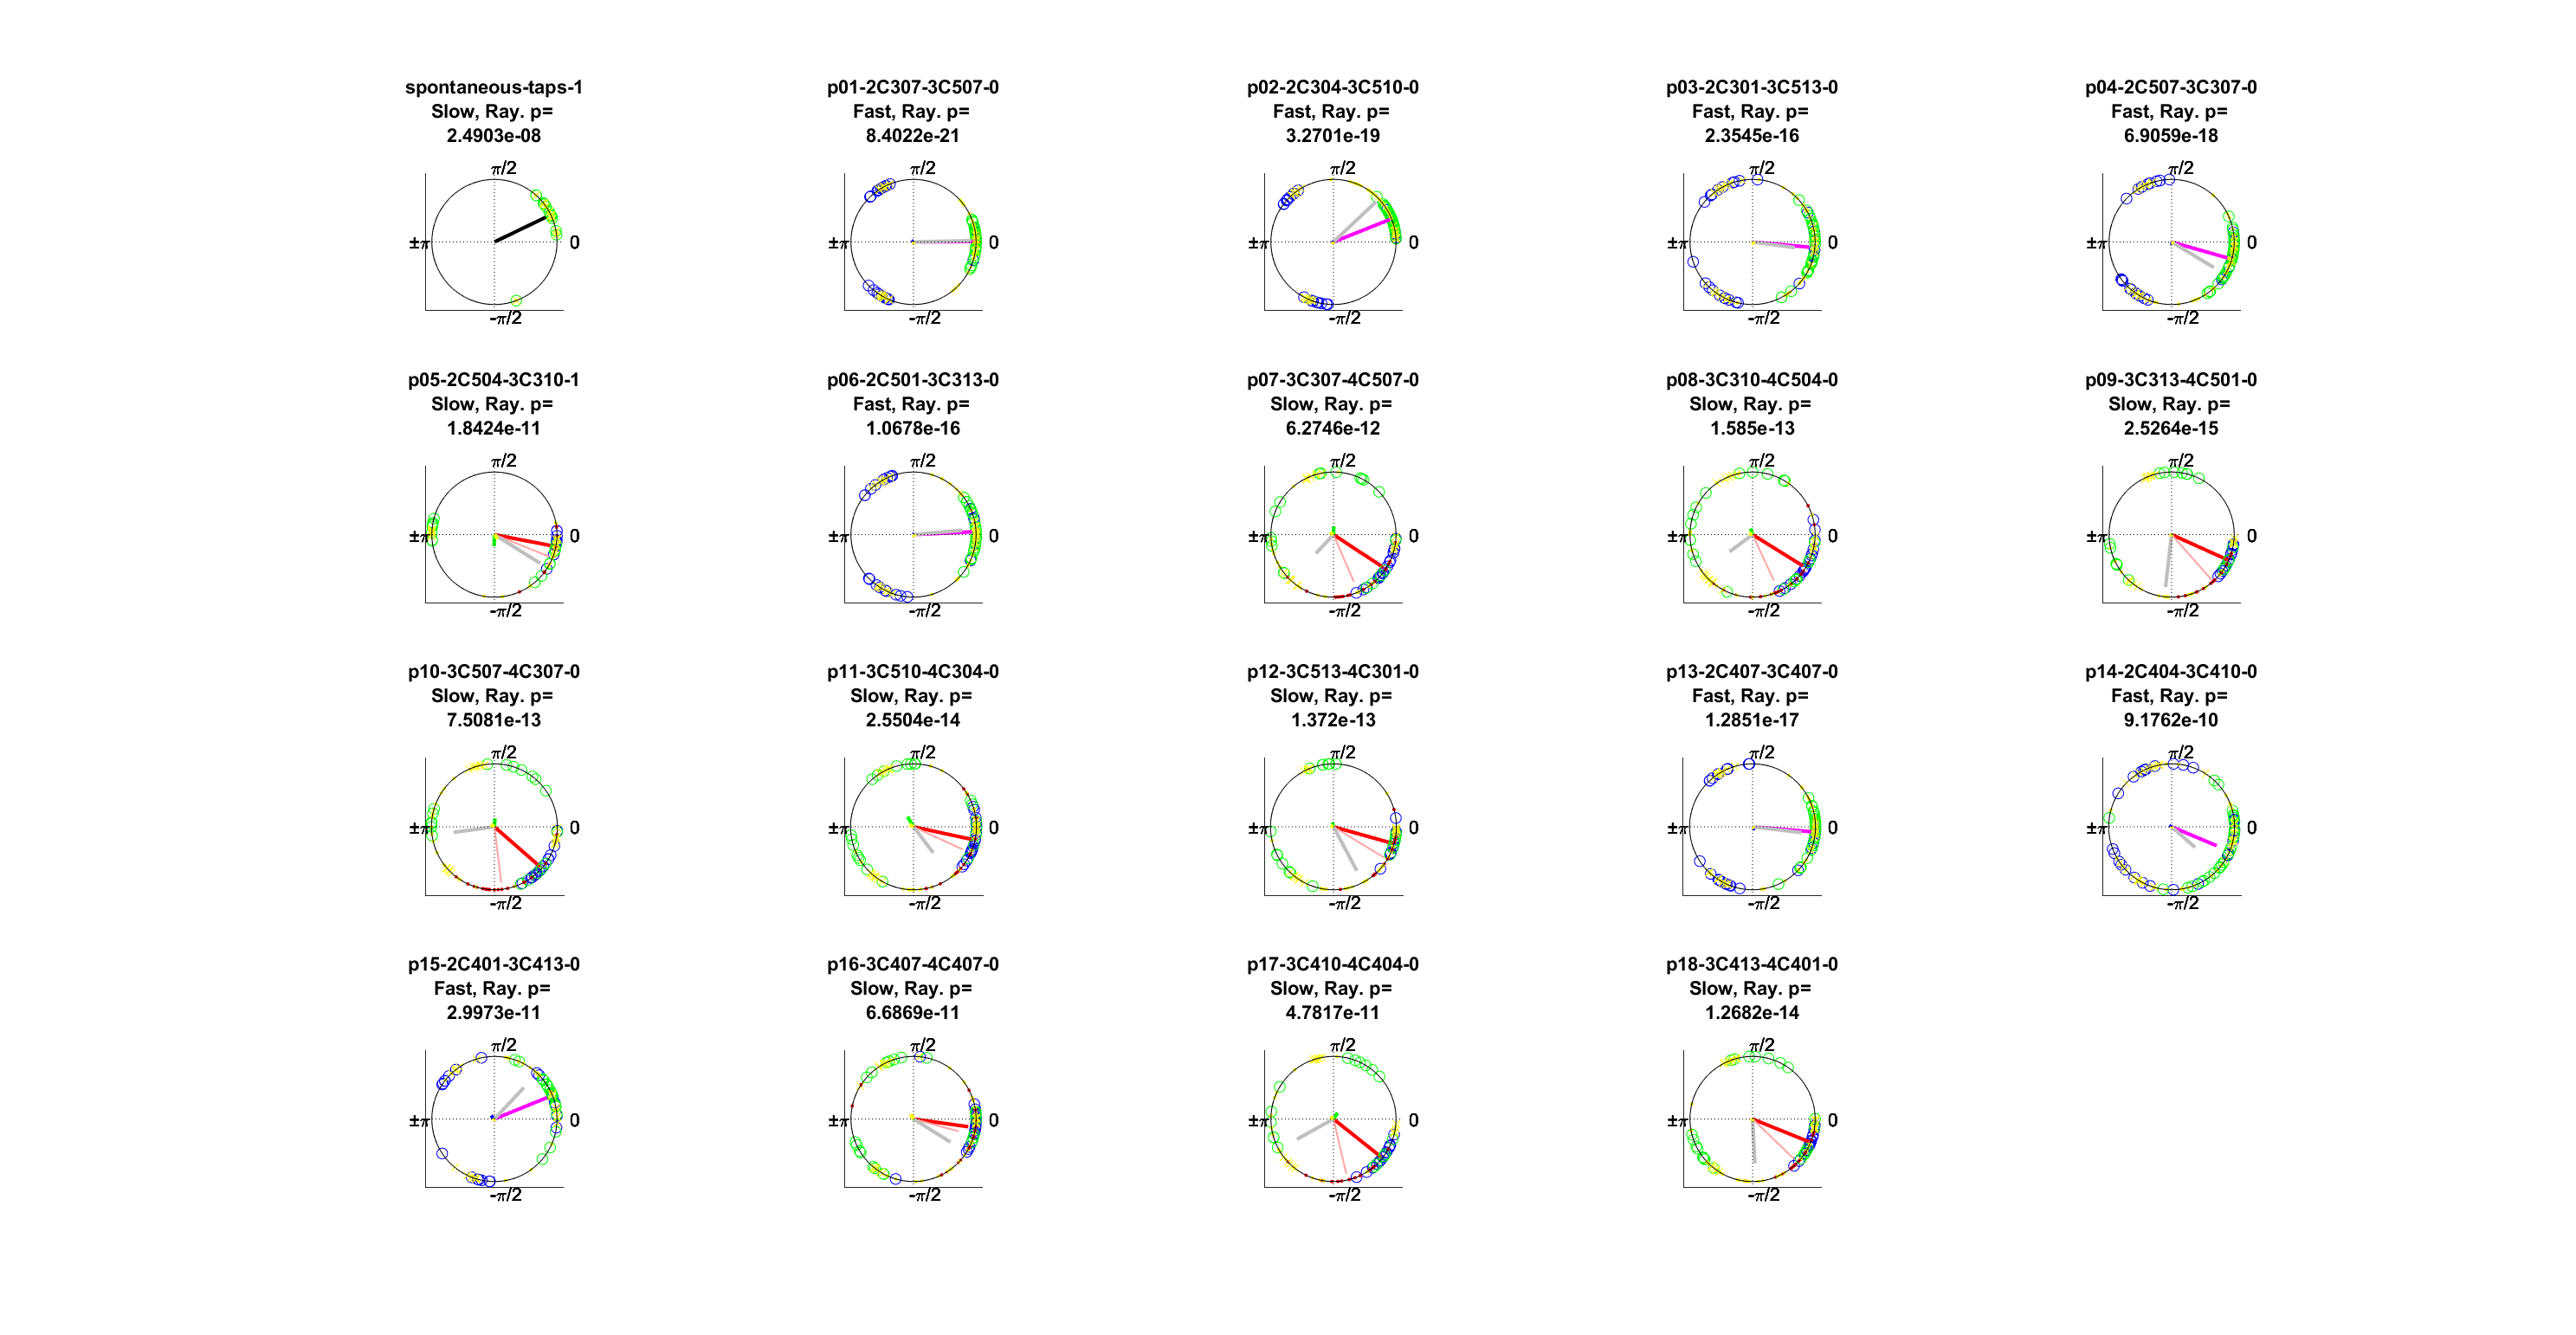 spontaneous-taps-1
Slow, Ray. p=
2.4903e-08
π/2
±π
0
-π/2
p01-2C307-3C507-0
Fast, Ray. p=
8.4022e-21
π/2
±π
0
-π/2
p02-2C304-3C510-0
Fast, Ray. p=
3.2701e-19
π/2
±π
0
-π/2
p03-2C301-3C513-0
Fast, Ray. p=
2.3545e-16
π/2
±π
0
-π/2
p04-2C507-3C307-0
Fast, Ray. p=
6.9059e-18
π/2
±π
0
-π/2
p05-2C504-3C310-1
Slow, Ray. p=
1.8424e-11
π/2
±π
0
-π/2
p06-2C501-3C313-0
Fast, Ray. p=
1.0678e-16
π/2
±π
0
-π/2
p07-3C307-4C507-0
Slow, Ray. p=
6.2746e-12
π/2
±π
0
-π/2
p08-3C310-4C504-0
Slow, Ray. p=
1.585e-13
π/2
±π
0
-π/2
p09-3C313-4C501-0
Slow, Ray. p=
2.5264e-15
π/2
±π
0
-π/2
p10-3C507-4C307-0
Slow, Ray. p=
7.5081e-13
π/2
±π
0
-π/2
p11-3C510-4C304-0
Slow, Ray. p=
2.5504e-14
π/2
±π
0
-π/2
p12-3C513-4C301-0
Slow, Ray. p=
1.372e-13
π/2
±π
0
-π/2
p13-2C407-3C407-0
Fast, Ray. p=
1.2851e-17
π/2
±π
0
-π/2
p14-2C404-3C410-0
Fast, Ray. p=
9.1762e-10
π/2
±π
0
-π/2
p15-2C401-3C413-0
Fast, Ray. p=
2.9973e-11
π/2
±π
0
-π/2
p16-3C407-4C407-0
Slow, Ray. p=
6.6869e-11
π/2
±π
0
-π/2
p17-3C410-4C404-0
Slow, Ray. p=
4.7817e-11
π/2
±π
0
-π/2
p18-3C413-4C401-0
Slow, Ray. p=
1.2682e-14
π/2
±π
0
-π/2